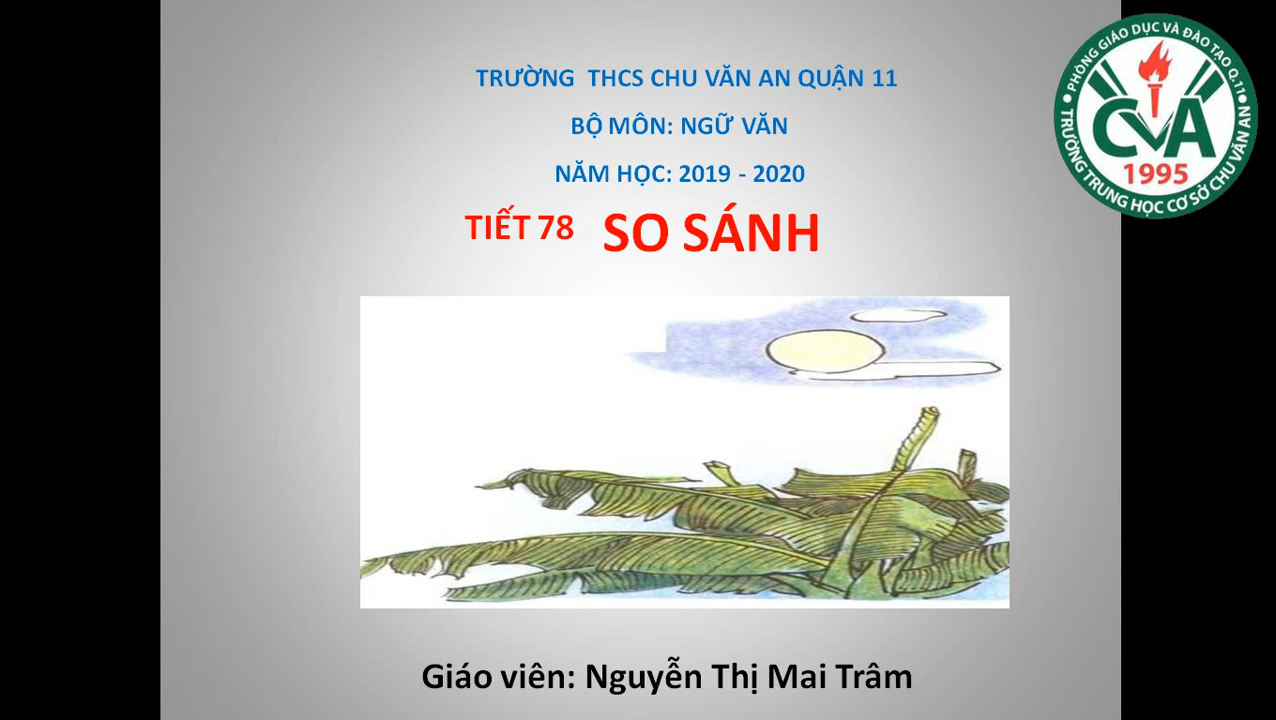 TRƯỜNG THCS CHU VĂN AN QUẬN 11
BỘ MÔN: NGỮ VĂN
NĂM HỌC: 2019 - 2020
TIẾT 78 SO SÁNH
Giáo viên: Nguyễn Thị Mai Trâm
PHÒNG GIÁO DỤC VÀ ĐÀO TẠO Q.11
CVA
1995
TRƯỜNG TRUNG HỌC CƠ SỞ CHU VĂN AN